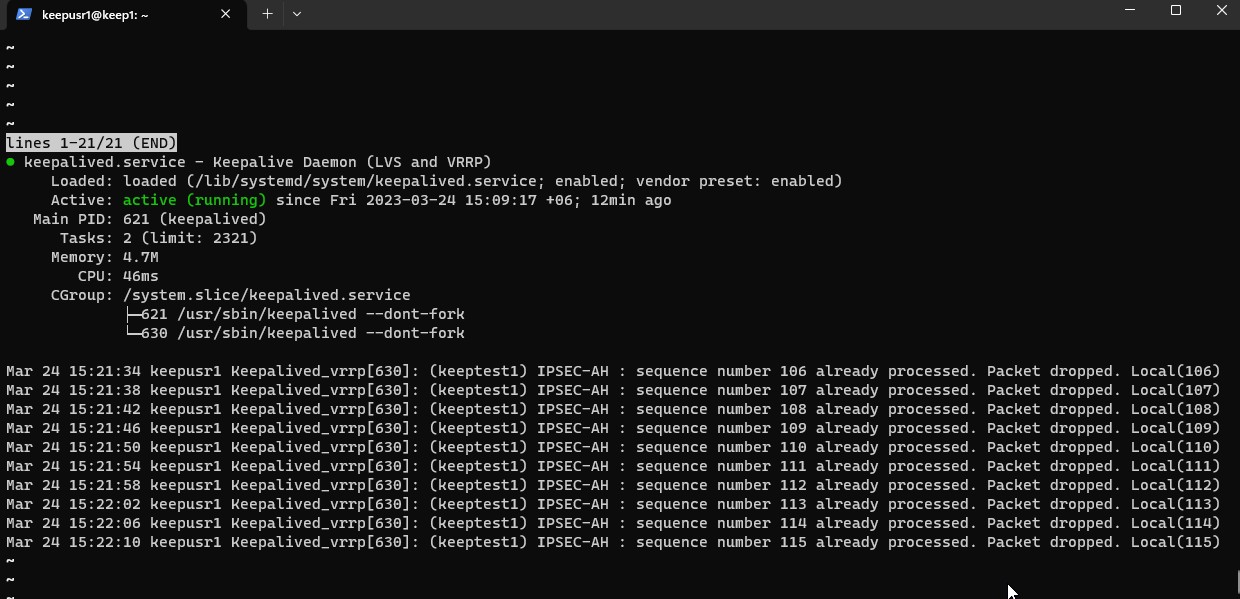 keepusr1@keep1: ~
~
~
~
~
~
lines 1-21/21 (END)
● keepalived.service - Keepalive Daemon (LVS and VRRP)
Loaded: loaded (/lib/systemd/system/keepalived.service; enabled; vendor preset: enabled)
Active: active (running) since Fri 2023-03-24 15:09:17 +06; 12min ago
Main PID: 621 (keepalived)
Tasks: 2 (limit: 2321)
Memory: 4.7M
CPU: 46ms
CGroup: /system.slice/keepalived.service
├─621 /usr/sbin/keepalived --dont-fork
└─630 /usr/sbin/keepalived --dont-fork
Mar 24 15:21:34 keepusr1 Keepalived_vrrp[630]: (keeptest1) IPSEC-AH : sequence number 106 already processed. Packet dropped. Local(106)
Mar 24 15:21:38 keepusr1 Keepalived_vrrp[630]: (keeptest1) IPSEC-AH : sequence number 107 already processed. Packet dropped. Local(107)
Mar 24 15:21:42 keepusr1 Keepalived_vrrp[630]: (keeptest1) IPSEC-AH : sequence number 108 already processed. Packet dropped. Local(108)
Mar 24 15:21:46 keepusr1 Keepalived_vrrp[630]: (keeptest1) IPSEC-AH : sequence number 109 already processed. Packet dropped. Local(109)
Mar 24 15:21:50 keepusr1 Keepalived_vrrp[630]: (keeptest1) IPSEC-AH : sequence number 110 already processed. Packet dropped. Local(110)
Mar 24 15:21:54 keepusr1 Keepalived_vrrp[630]: (keeptest1) IPSEC-AH : sequence number 111 already processed. Packet dropped. Local(111)
Mar 24 15:21:58 keepusr1 Keepalived_vrrp[630]: (keeptest1) IPSEC-AH : sequence number 112 already processed. Packet dropped. Local(112)
Mar 24 15:22:02 keepusr1 Keepalived_vrrp[630]: (keeptest1) IPSEC-AH : sequence number 113 already processed. Packet dropped. Local(113)
Mar 24 15:22:06 keepusr1 Keepalived_vrrp[630]: (keeptest1) IPSEC-AH : sequence number 114 already processed. Packet dropped. Local(114)
Mar 24 15:22:10 keepusr1 Keepalived_vrrp[630]: (keeptest1) IPSEC-AH : sequence number 115 already processed. Packet dropped. Local(115)
~
~
~